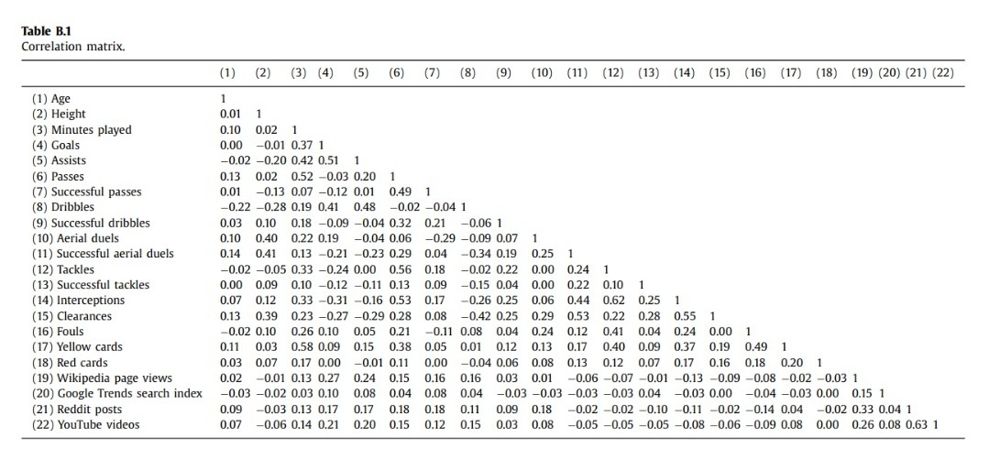 Table B.1
Correlation matrix.
(1) (2) (3) (4) (5) (6) (7) (8) (9) (10) (11) (12) (13) (14) (15) (16) (17) (18) (19) (20) (21) (22)
(1) Age 1
(2) Height 0.01 1
(3) Minutes played 0.10 0.02 1
(4) Goals 0.00 −0.01 0.37 1
(5) Assists −0.02 −0.20 0.42 0.51 1
(6) Passes 0.13 0.02 0.52 −0.03 0.20 1
(7) Successful passes 0.01 −0.13 0.07 −0.12 0.01 0.49 1
(8) Dribbles −0.22 −0.28 0.19 0.41 0.48 −0.02 −0.04 1
(9) Successful dribbles 0.03 0.10 0.18 −0.09 −0.04 0.32 0.21 −0.06 1
(10) Aerial duels 0.10 0.40 0.22 0.19 −0.04 0.06 −0.29 −0.09 0.07 1
(11) Successful aerial duels 0.14 0.41 0.13 −0.21 −0.23 0.29 0.04 −0.34 0.19 0.25 1
(12) Tackles −0.02 −0.05 0.33 −0.24 0.00 0.56 0.18 −0.02 0.22 0.00 0.24 1
(13) Successful tackles 0.00 0.09 0.10 −0.12 −0.11 0.13 0.09 −0.15 0.04 0.00 0.22 0.10 1
(14) Interceptions 0.07 0.12 0.33 −0.31 −0.16 0.53 0.17 −0.26 0.25 0.06 0.44 0.62 0.25 1
(15) Clearances 0.13 0.39 0.23 −0.27 −0.29 0.28 0.08 −0.42 0.25 0.29 0.53 0.22 0.28 0.55 1
(16) Fouls −0.02 0.10 0.26 0.10 0.05 0.21 −0.11 0.08 0.04 0.24 0.12 0.41 0.04 0.24 0.00 1
(17) Yellow cards 0.11 0.03 0.58 0.09 0.15 0.38 0.05 0.01 0.12 0.13 0.17 0.40 0.09 0.37 0.19 0.49 1
(18) Red cards 0.03 0.07 0.17 0.00 −0.01 0.11 0.00 −0.04 0.06 0.08 0.13 0.12 0.07 0.17 0.16 0.18 0.20 1
(19) Wikipedia page views 0.02 −0.01 0.13 0.27 0.24 0.15 0.16 0.16 0.03 0.01 −0.06 −0.07 −0.01 −0.13 −0.09 −0.08 −0.02 −0.03 1
(20) Google Trends search index −0.03 −0.02 0.03 0.10 0.08 0.04 0.08 0.04 −0.03 −0.03 −0.03 −0.03 0.04 −0.03 0.00 −0.04 −0.03 0.00 0.15 1
(21) Reddit posts 0.09 −0.03 0.13 0.17 0.17 0.18 0.18 0.11 0.09 0.18 −0.02 −0.02 −0.10 −0.11 −0.02 −0.14 0.04 −0.02 0.33 0.04 1
(22) YouTube videos 0.07 −0.06 0.14 0.21 0.20 0.15 0.12 0.15 0.03 0.08 −0.05 −0.05 −0.05 −0.08 −0.06 −0.09 0.08 0.00 0.26 0.08 0.63 1